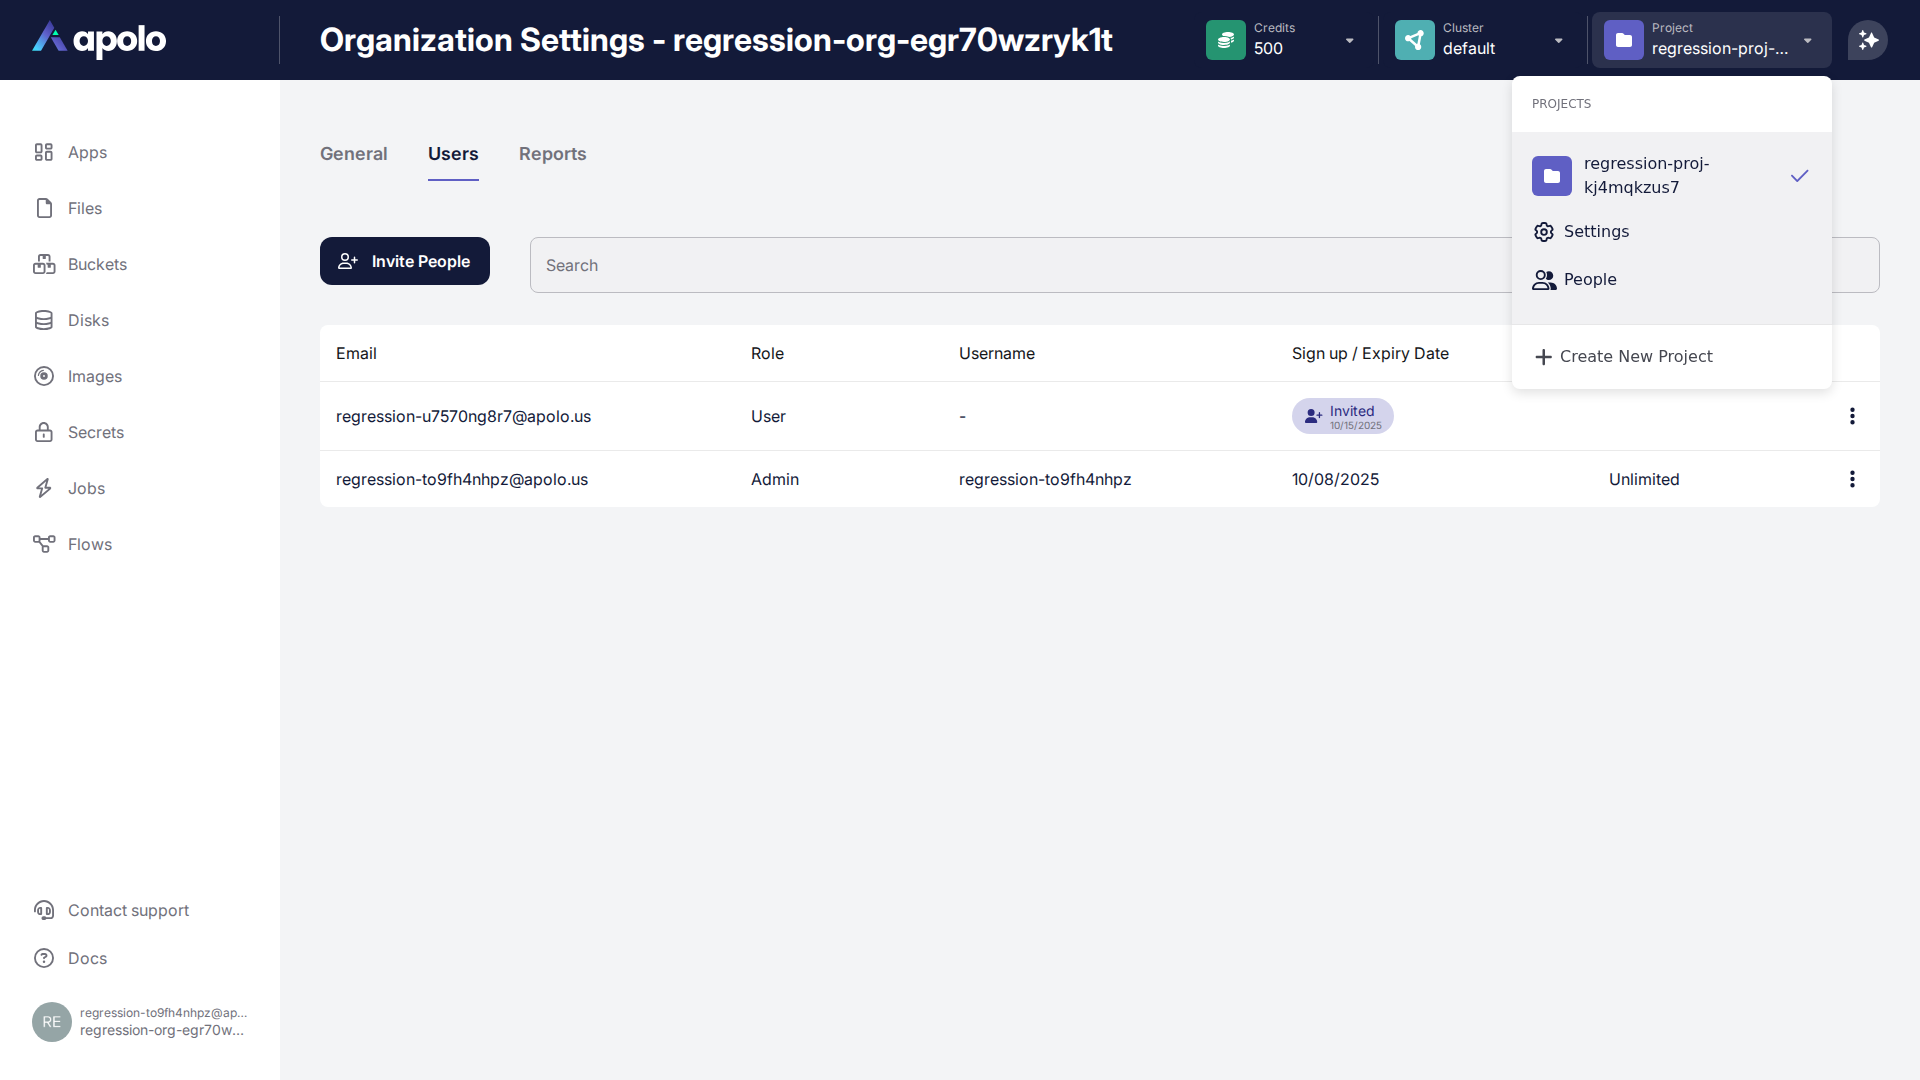 apolo
Organization Settings - regression-org-egr70wzryk1t
Credits
500
Cluster
default
Project
regression-proj-...
PROJECTS
regression-proj-
kj4mqkzus7
Settings
People
Create New Project
Apps
Files
Buckets
Disks
Images
Secrets
Jobs
Flows
General Users Reports
Invite People
Search
Email Role Username Sign up / Expiry Date
regression-u7570ng8r7@apolo.us User - Invited
10/15/2025
regression-to9fh4nhpz@apolo.us Admin regression-to9fh4nhpz 10/08/2025 Unlimited
Contact support
Docs
RE
regression-to9fh4nhpz@ap...
regression-org-egr70w...